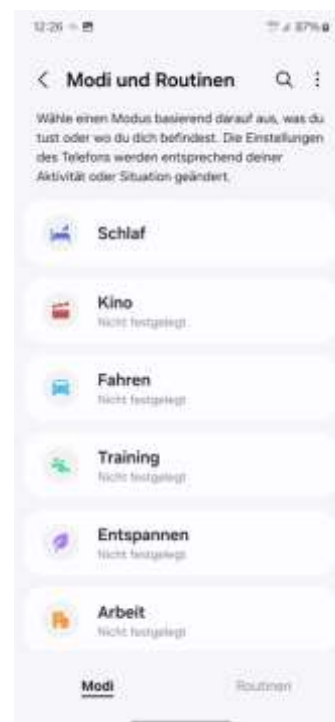 12:26
87%
Modi und Routinen
Wähle einen Modus basierend darauf aus, was du
tust oder wo du dich befindest. Die Einstellungen
des Telefons werden entsprechend deiner
Aktivität oder Situation geändert.
Schlaf
Kino
Nicht festgelegt
Fahren
Nicht festgelegt
Training
Nicht festgelegt
Entspannen
Nicht festgelegt
Arbeit
Nicht festgelegt
Modi
Routinen